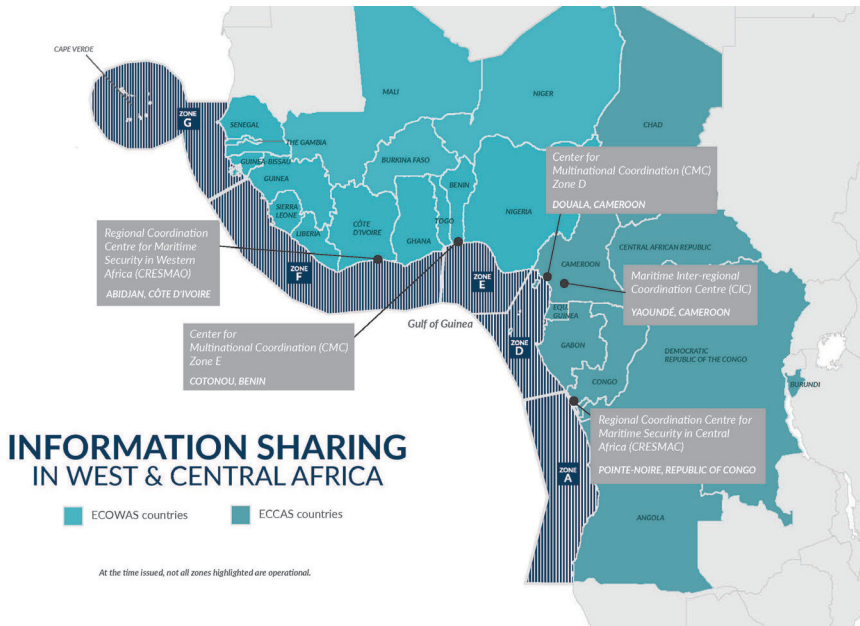 CAPE VERDE
ZONE
G
SENEGAL
THE GAMBIA
GUINEA-BISSAU
GUINEA
SIERRA
LEONE
LIBERIA
MALI
BURKINA FASO
NIGER
CHAD
CÔTE
D'IVOIRE
GHANA
TOGO
BENIN
NIGERIA
Center for
Multinational Coordination (CMC)
Zone D
DOUALA, CAMEROON
Regional Coordination
Centre for Maritime
Security in Western
Africa (CRESMAO)
ABIDJAN, CÔTE D'IVOIRE
ZONE
F
ZONE
E
CAMEROON
CENTRAL AFRICAN REPUBLIC
Maritime Inter-regional
Coordination Centre (CIC)
YAOUNDÉ, CAMEROON
Gulf of Guinea
Center for
Multinational Coordination (CMC)
Zone E
COTONOU, BENIN
ZONE
D
EQU.
GUINEA
GABON
CONGO
DEMOCRATIC
REPUBLIC OF THE CONGO
BURUNDI
Regional Coordination Centre for
Maritime Security in Central
Africa (CRESMAC)
POINTE-NOIRE, REPUBLIC OF CONGO
ZONE
A
ANGOLA
INFORMATION SHARING
IN WEST & CENTRAL AFRICA
ECOWAS countries
ECCAS countries
At the time issued, not all zones highlighted are operational.